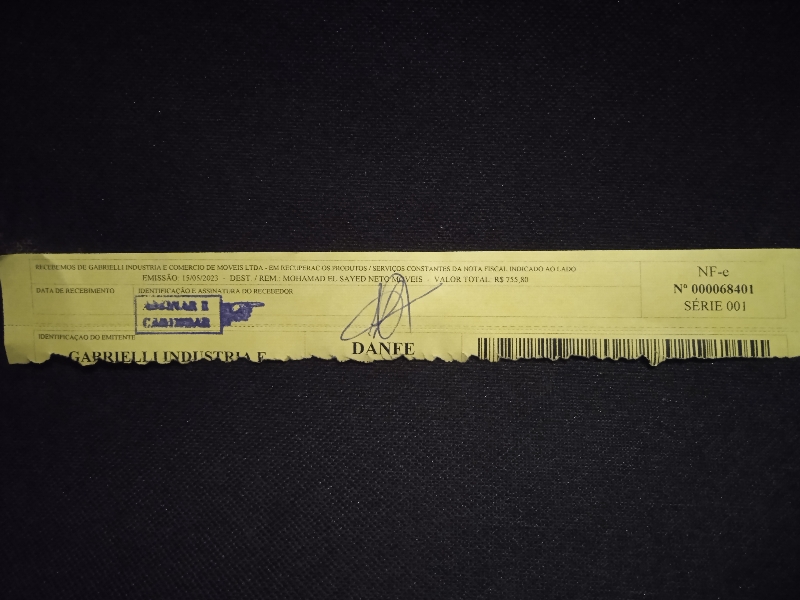 RECEBEMOS DE GABRIELLI INDUSTRIA E COMERCIO DE MOVEIS LTDA - EM RECUPERAC OS PRODUTOS / SERVIÇOS CONSTANTES DA NOTA FISCAL INDICADO AO LADO
EMISSÃO: 15/05/2023 - DEST. / REM.: MOHAMAD EL SAYED NETO MOVEIS - VALOR TOTAL: R$ 755,80
DATA DE RECEBIMENTO
IDENTIFICAÇÃO E ASSINATURA DO RECEBEDOR
ASSINAR E
CARIMBAR
NF-e
Nº 000068401
SÉRIE 001
IDENTIFICAÇÃO DO EMITENTE
GABRIELLI INDUSTRIA E
DANFE